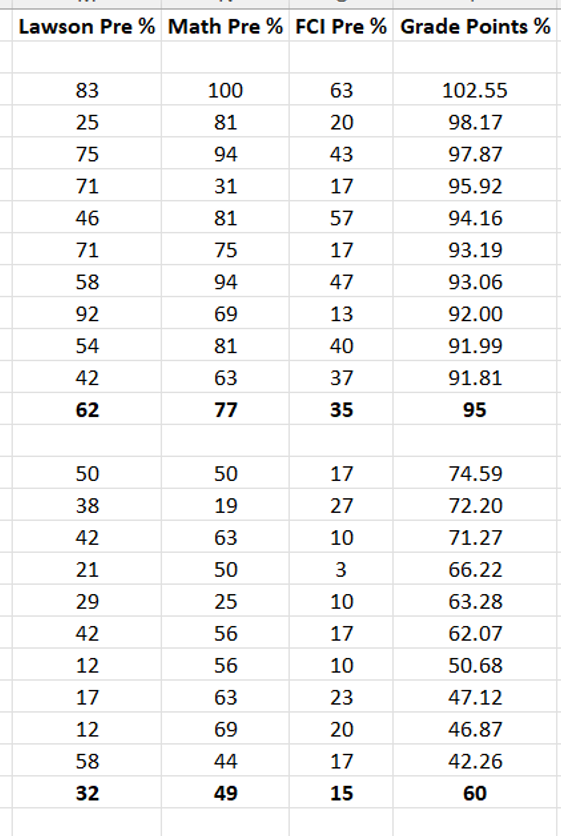 Lawson Pre % Math Pre % FCI Pre % Grade Points %
83 100 63 102.55
25 81 20 98.17
75 94 43 97.87
71 31 17 95.92
46 81 57 94.16
71 75 17 93.19
58 94 47 93.06
92 69 13 92.00
54 81 40 91.99
42 63 37 91.81
62 77 35 95
50 50 17 74.59
38 19 27 72.20
42 63 10 71.27
21 50 3 66.22
29 25 10 63.28
42 56 17 62.07
12 56 10 50.68
17 63 23 47.12
12 69 20 46.87
58 44 17 42.26
32 49 15 60